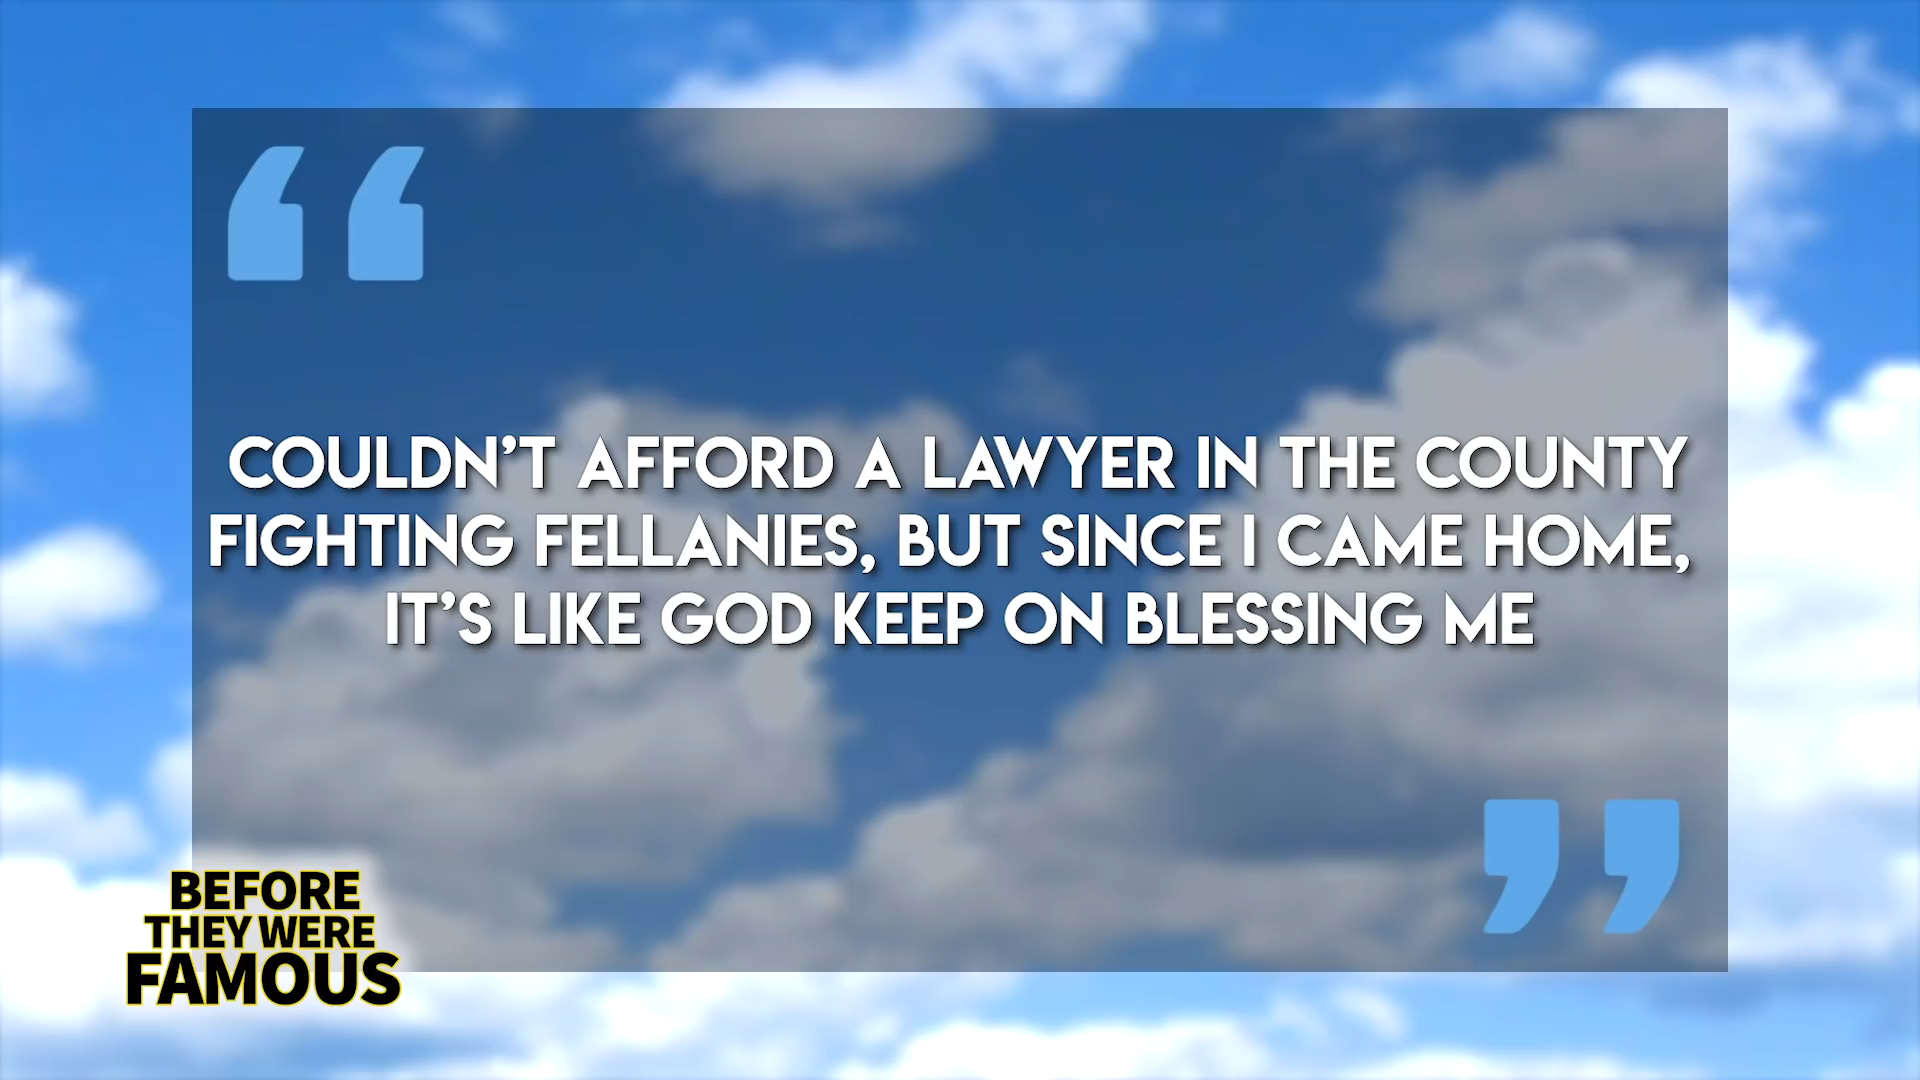 “
COULDN’T AFFORD A LAWYER IN THE COUNTY
FIGHTING FELLANIES, BUT SINCE I CAME HOME,
IT’S LIKE GOD KEEP ON BLESSING ME
”
BEFORE
THEY WERE
FAMOUS